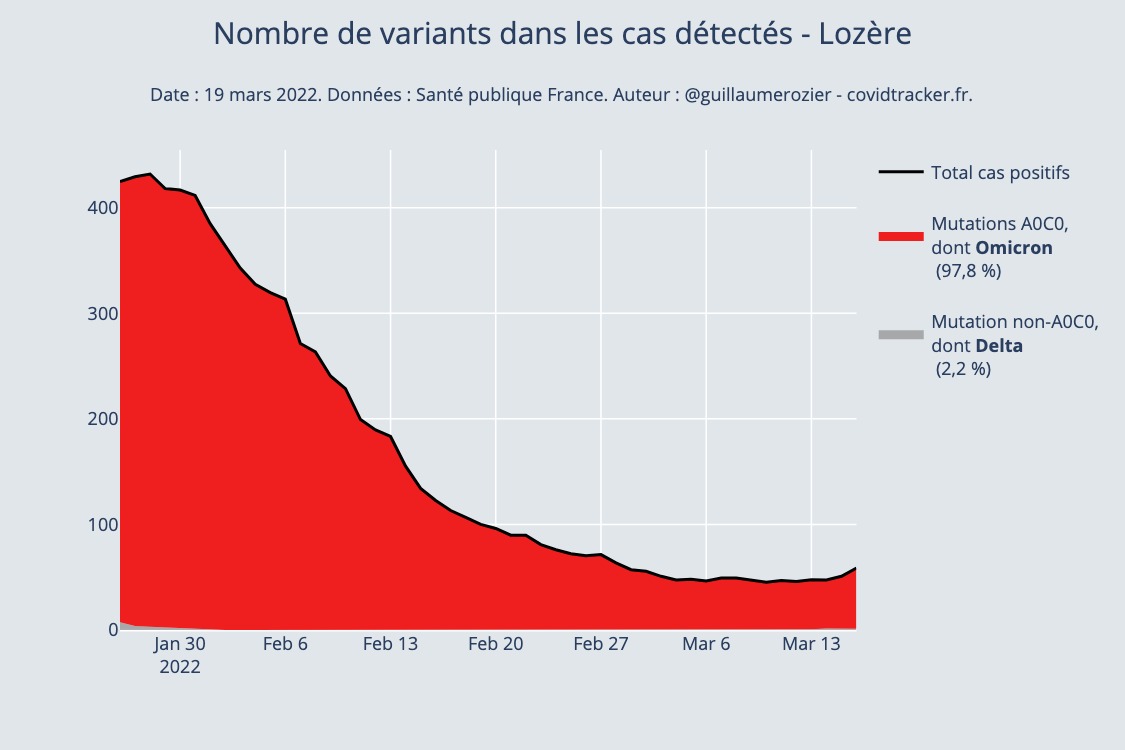 Nombre de variants dans les cas détectés - Lozère
Date : 19 mars 2022. Données : Santé publique France. Auteur : @guillaumerozier - covidtracker.fr.
Total cas positifs
Mutations A0C0,
dont Omicron
(97,8 %)
Mutation non-A0C0,
dont Delta
(2,2 %)
400
300
200
100
0
Jan 30
2022
Feb 6
Feb 13
Feb 20
Feb 27
Mar 6
Mar 13